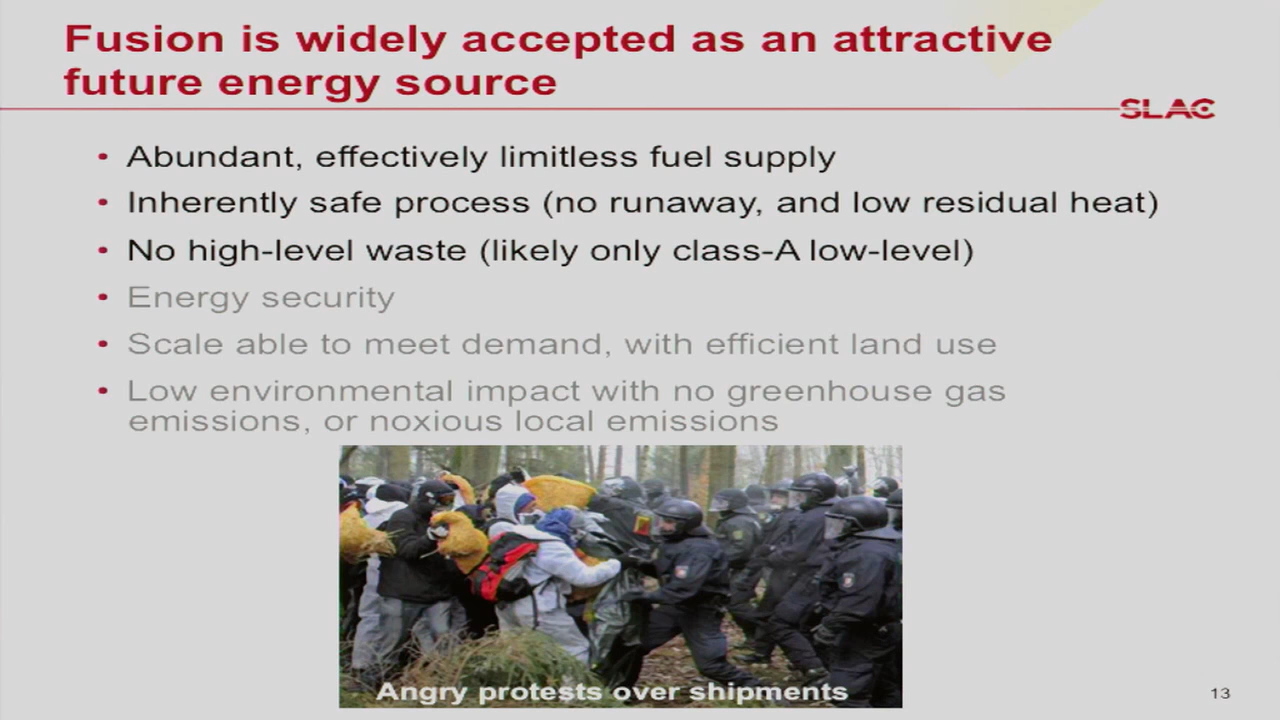 Fusion is widely accepted as an attractive
future energy source
SLAC
• Abundant, effectively limitless fuel supply
• Inherently safe process (no runaway, and low residual heat)
• No high-level waste (likely only class-A low-level)
• Energy security
• Scale able to meet demand, with efficient land use
• Low environmental impact with no greenhouse gas
emissions, or noxious local emissions
Angry protests over shipments
13